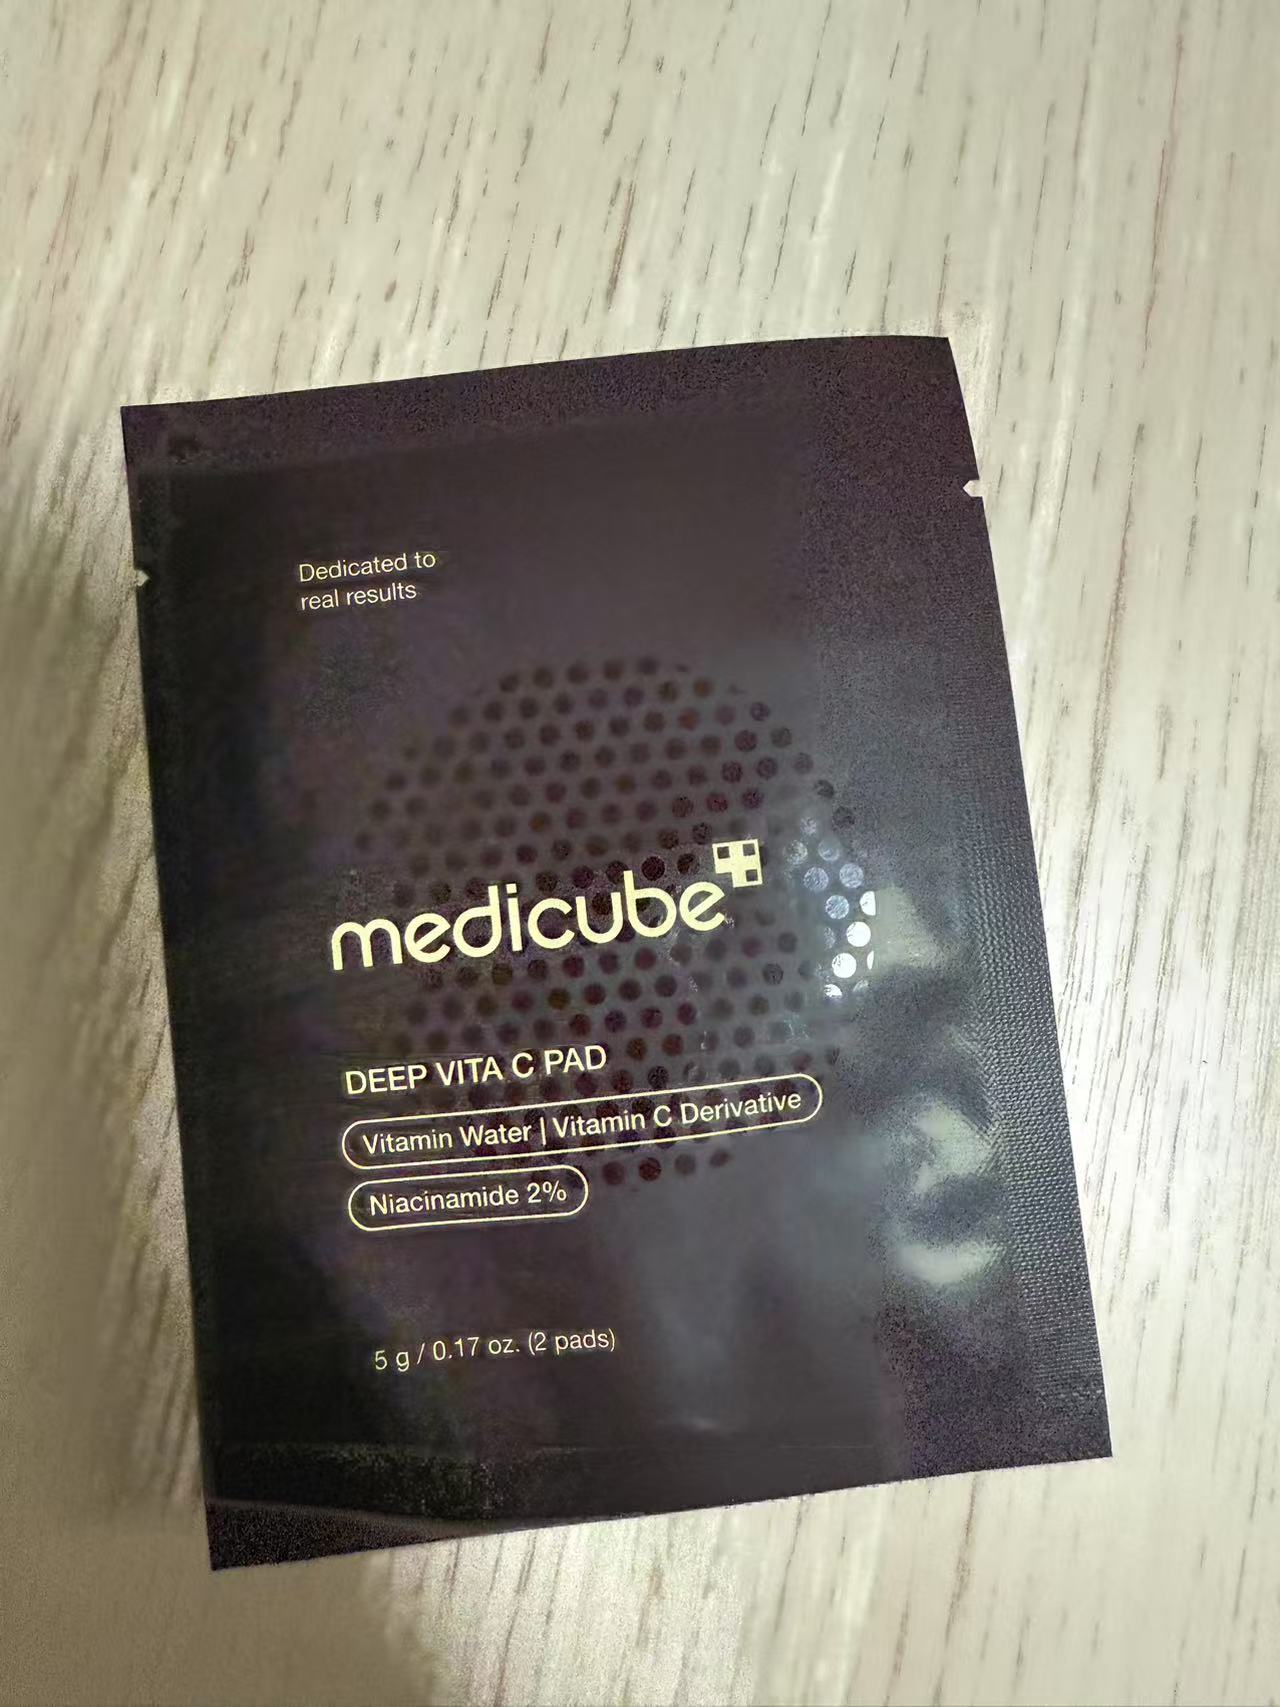 Dedicated to
real results
medicube
DEEP VITA C PAD
Vitamin Water | Vitamin C Derivative
Niacinamide 2%
5 g / 0.17 oz. (2 pads)